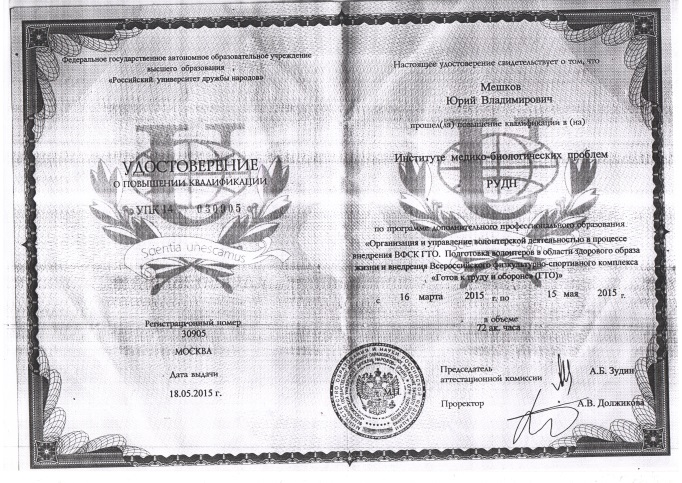 Федеральное государственное автономное образовательное учреждение
высшего образования
«Российский университет дружбы народов»
УДОСТОВЕРЕНИЕ
О ПОВЫШЕНИИ КВАЛИФИКАЦИИ
УПК 14 030905
Scientia unescamus
Регистрационный номер
30905
МОСКВА
Дата выдачи
18.05.2015 г.
Настоящее удостоверение свидетельствует о том, что
Мешков
Юрий Владимирович
прошел(ла) повышение квалификации в (на)
Институте медико-биологических проблем
РУДН
по программе дополнительного профессионального образования
«Организация и управление волонтерской деятельностью в процессе
внедрения ВФСК ГТО. Подготовка волонтеров в области здорового образа
жизни и внедрения Всероссийского физкультурно-спортивного комплекса
«Готов к труду и обороне» (ГТО)»
с 16 марта 2015 г. по 15 мая 2015 г.
в объеме
72 ак. часа
М.П.
Председатель
аттестационной комиссии А.Б. Зудин
Проректор А.В. Должикова